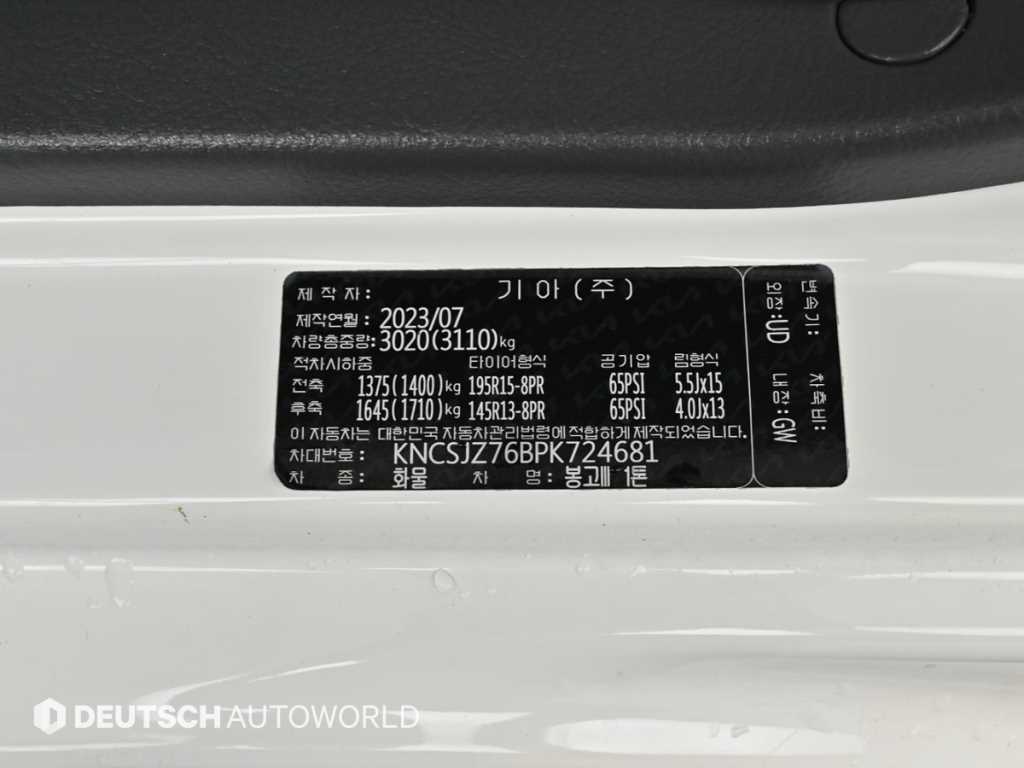 제 작 자 : 기 아 ( 주 )
제작연월 : 2023/07
차량총중량: 3020(3110)kg
적차시하중 타이어형식 공기압 림형식
전축 1375(1400)kg 195R15-8PR 65PSI 5.5Jx15
후축 1645(1710)kg 145R13-8PR 65PSI 4.0Jx13
이 자동차는 대한민국 자동차관리법령에 적합하게 제작되었습니다.
차대번호 : KNCSJZ76BPK724681
차 종 : 화물 차 명 : 봉고Ⅲ 1톤
변속기: 차축비:
외장:UD 내장:GW
DEUTSCH AUTOWORLD